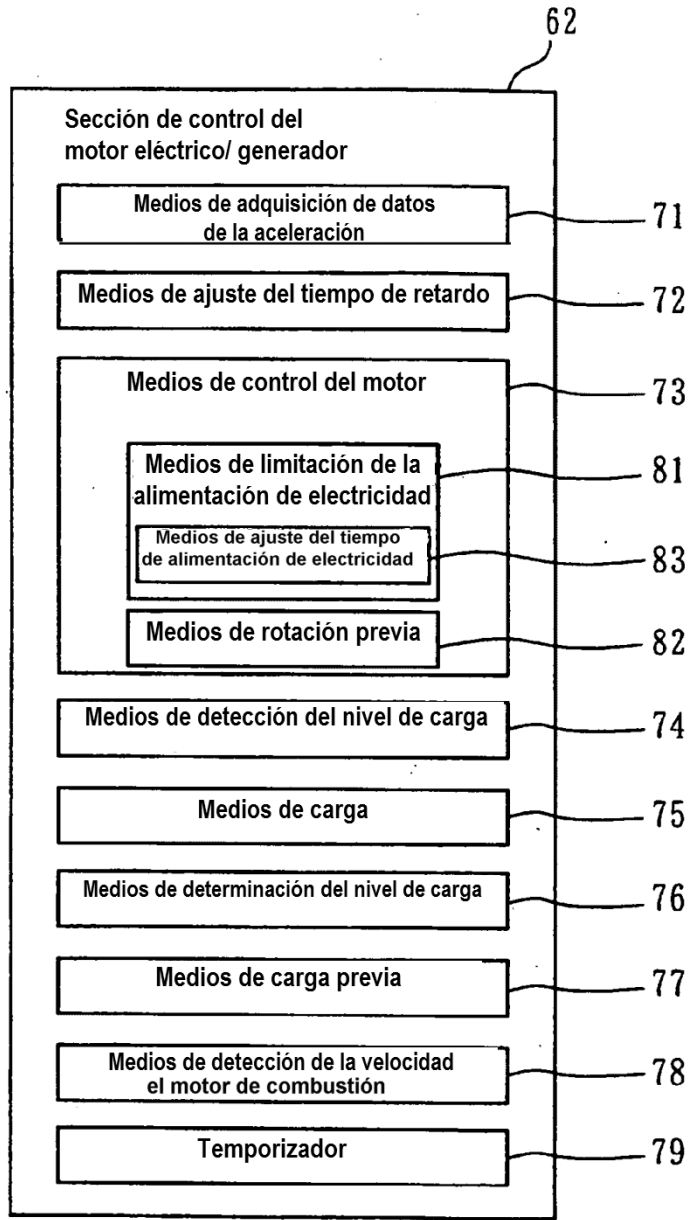 62
Sección de control del
motor eléctrico/ generador
Medios de adquisición de datos
de la aceleración
71
Medios de ajuste del tiempo de retardo
72
Medios de control del motor
73
Medios de limitación de la
alimentación de electricidad
81
Medios de ajuste del tiempo
de alimentación de electricidad
83
Medios de rotación previa
82
Medios de detección del nivel de carga
74
Medios de carga
75
Medios de determinación del nivel de carga
76
Medios de carga previa
77
Medios de detección de la velocidad
el motor de combustión
78
Temporizador
79